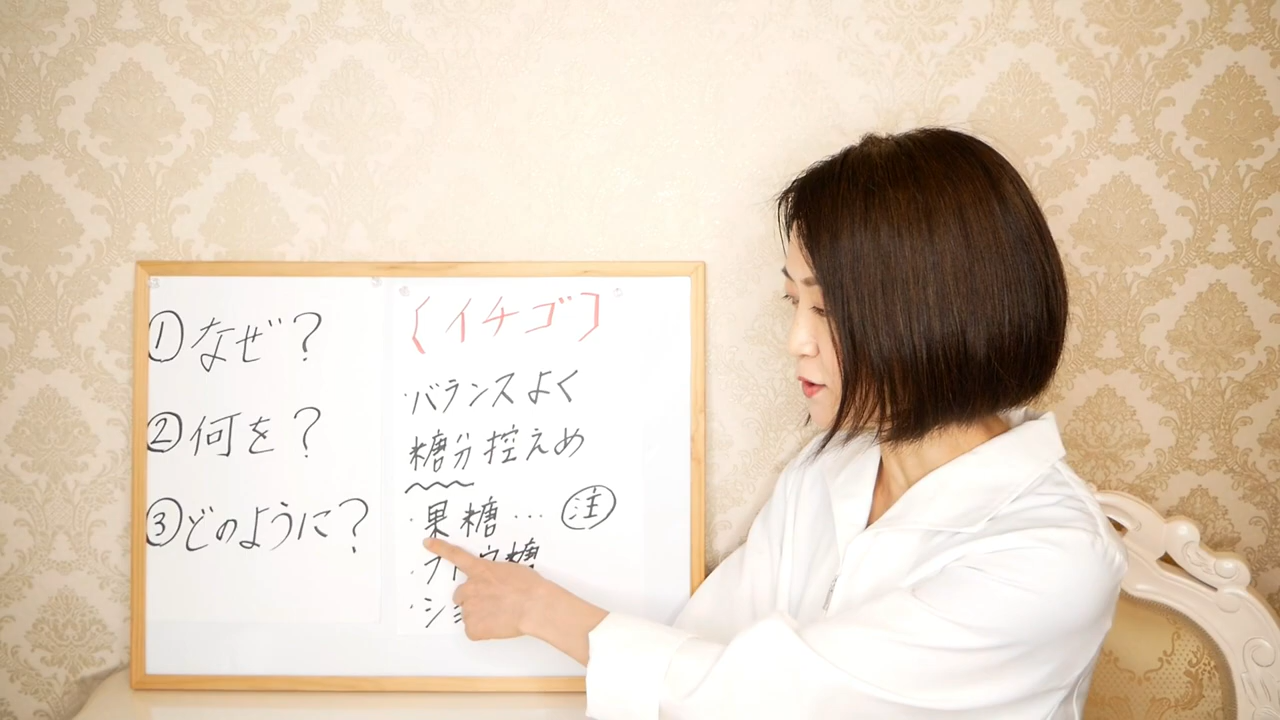 ①なぜ?
②何を?
③どのように?
〔イチゴ〕
・バランスよく
糖分控えめ
・果糖… 注